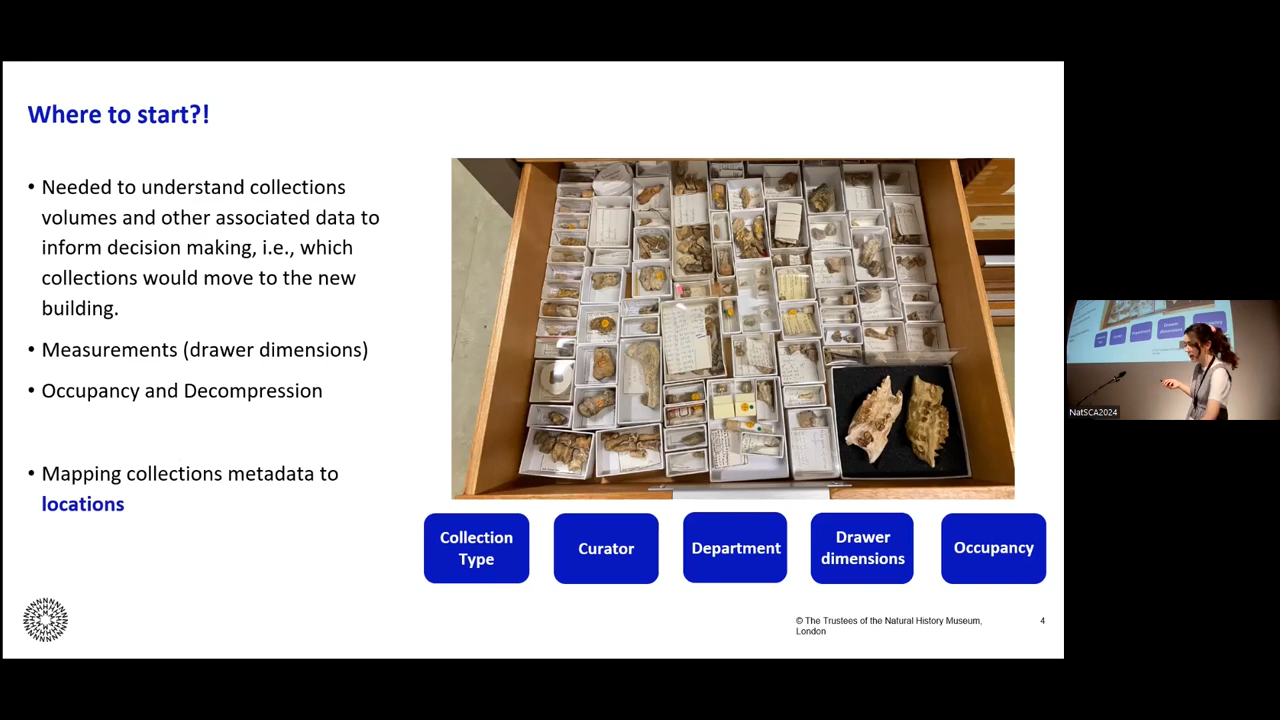 Where to start?!
• Needed to understand collections
volumes and other associated data to
inform decision making, i.e., which
collections would move to the new
building.
• Measurements (drawer dimensions)
• Occupancy and Decompression
• Mapping collections metadata to
locations
Collection
Type
Curator
Department
Drawer
dimensions
Occupancy
© The Trustees of the Natural History Museum,
London
4
NatSCA2024